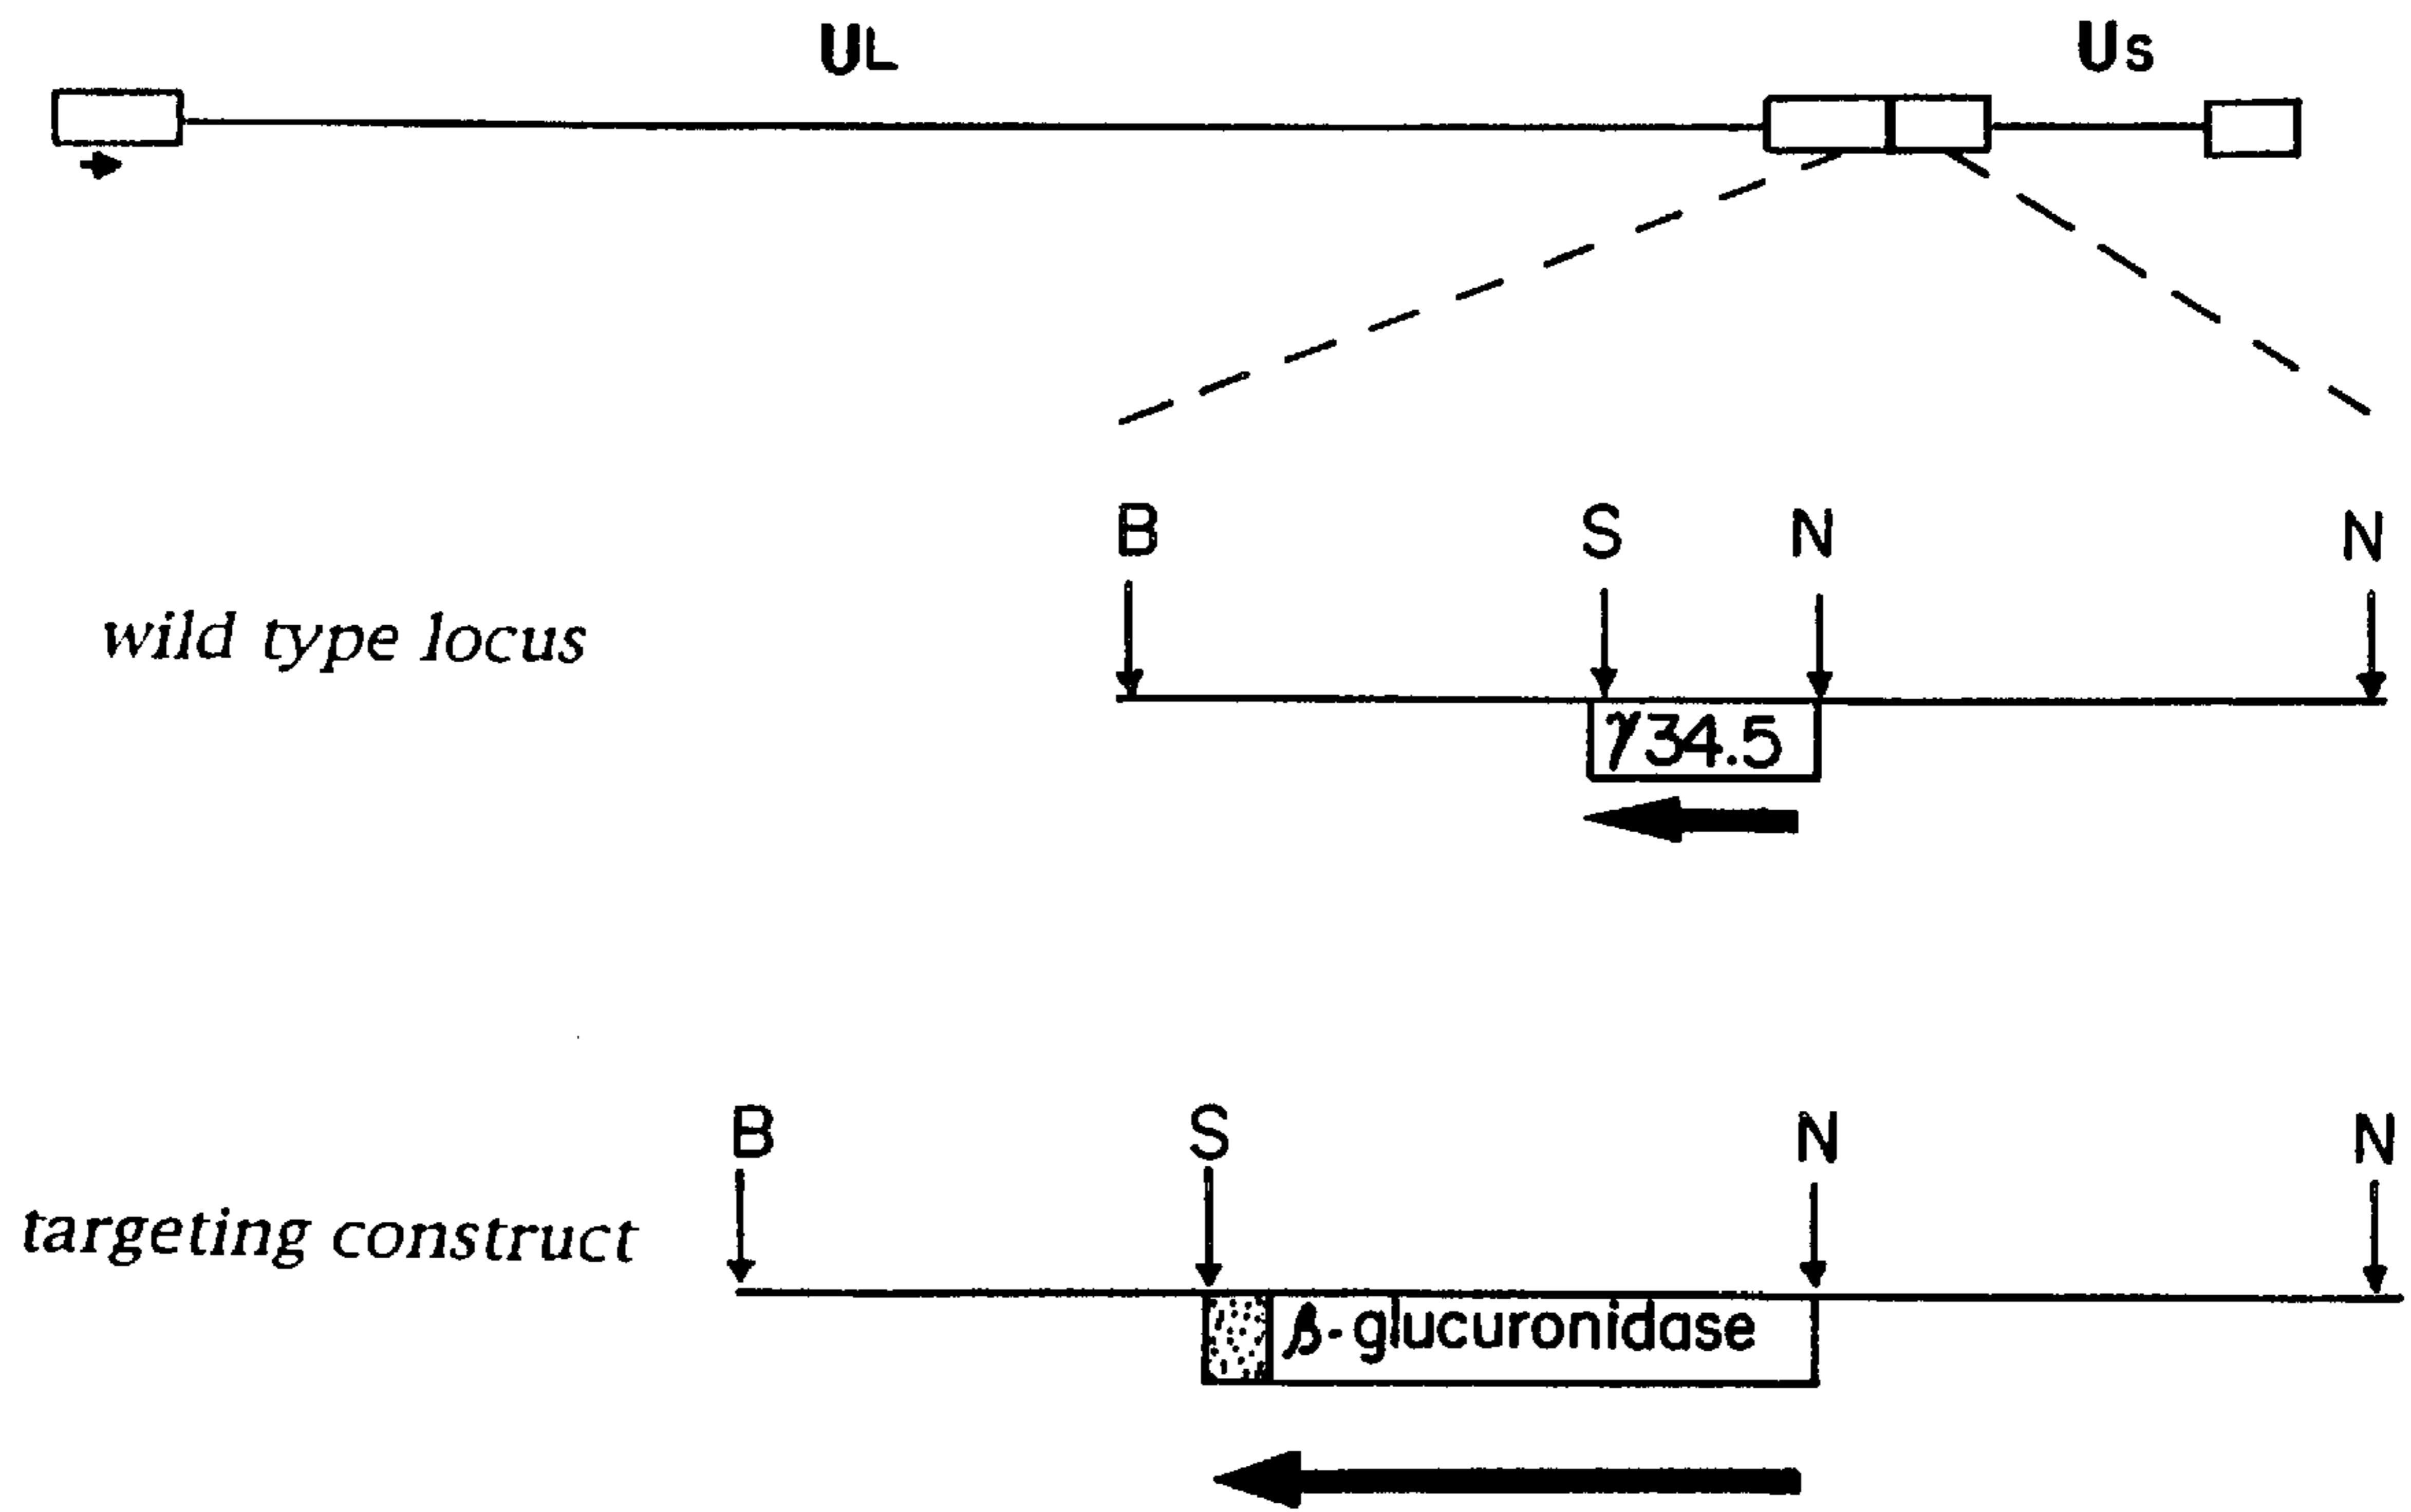 UL US
B S N N
wild type locus
γ34.5
B S N N
targeting construct
β-glucuronidase